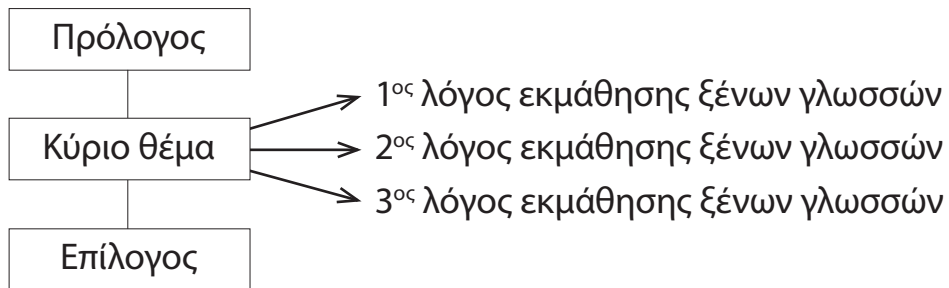 Πρόλογος
1ος λόγος εκμάθησης ξένων γλωσσών
Κύριο θέμα
2ος λόγος εκμάθησης ξένων γλωσσών
3ος λόγος εκμάθησης ξένων γλωσσών
Επίλογος